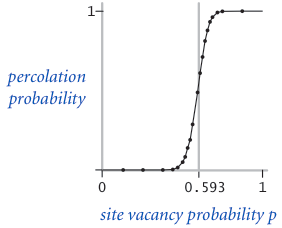 1
percolation
probability
0
0.593
1
site vacancy probability p